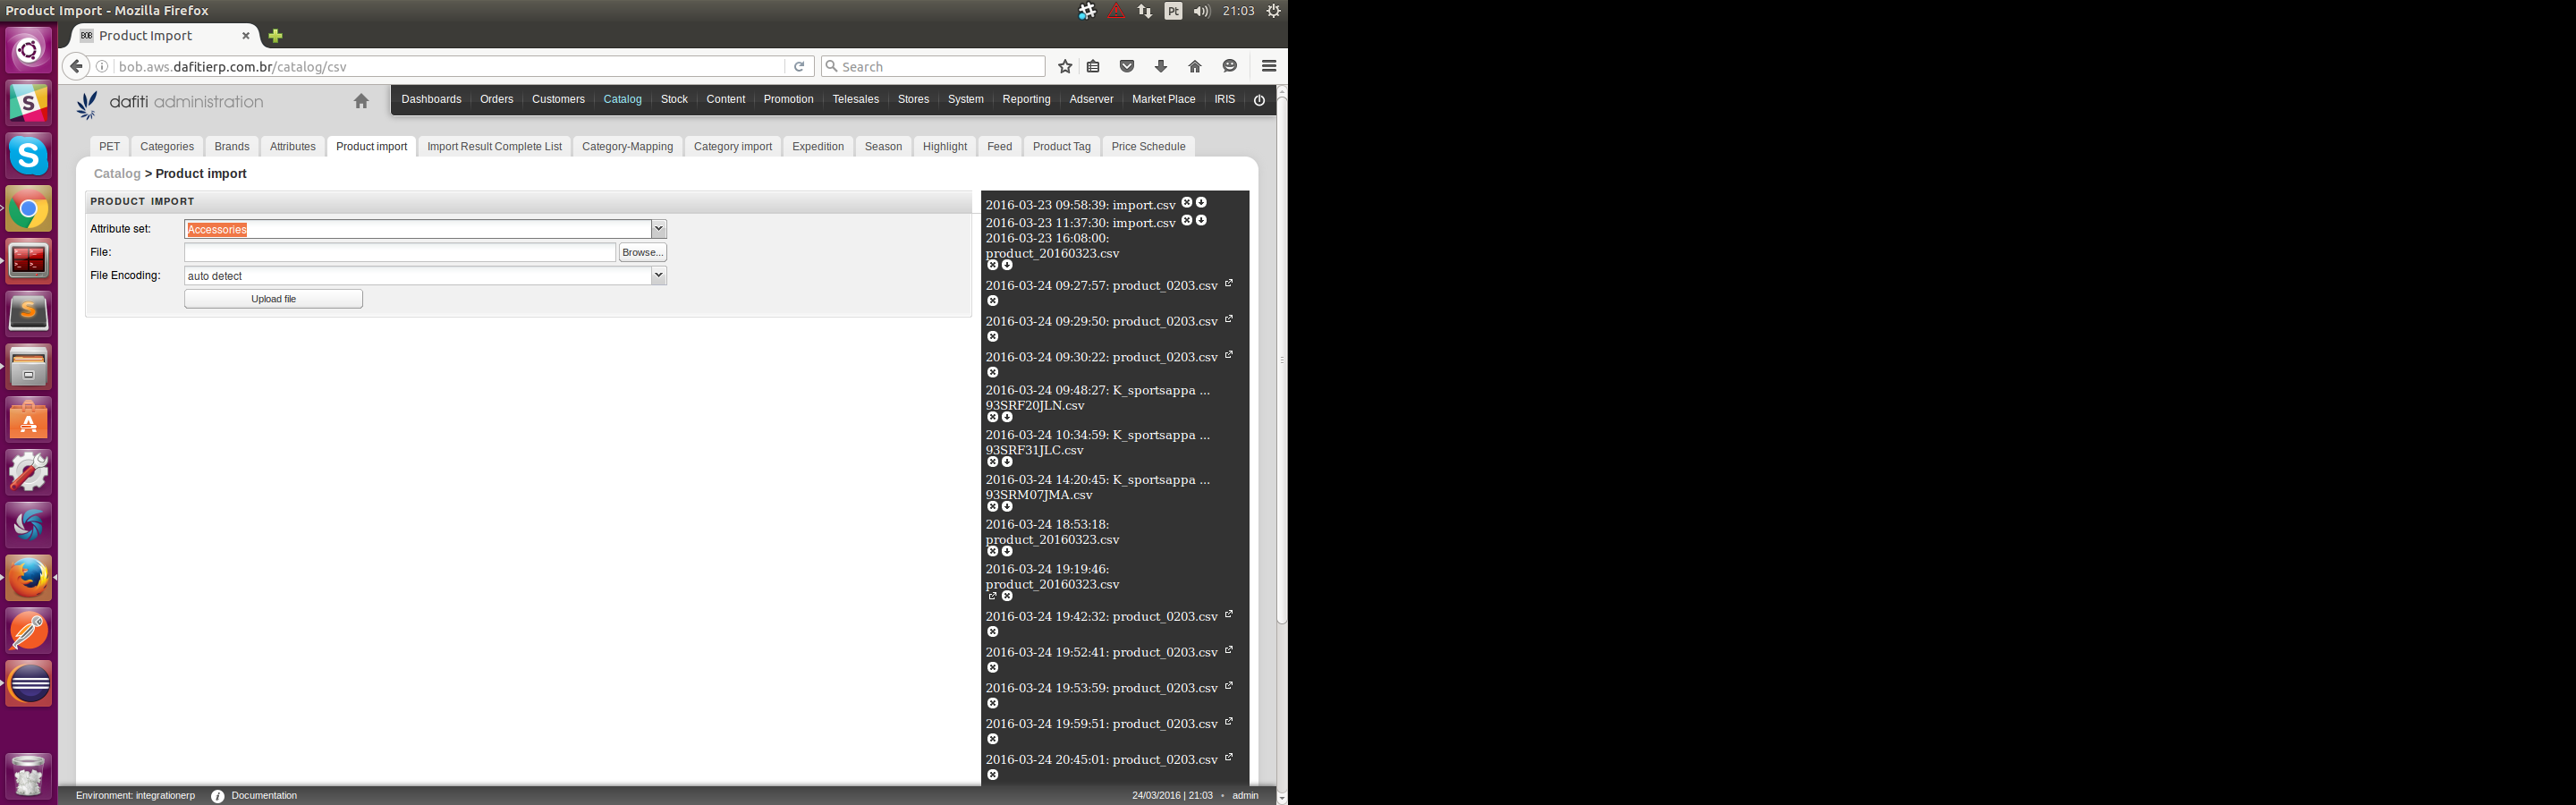 Product Import - Mozilla Firefox
Pt
21:03
BOB Product Import
bob.aws.dafitierp.com.br/catalog/csv
Search
dafiti administration
Dashboards Orders Customers Catalog Stock Content Promotion Telesales Stores System Reporting Adserver Market Place IRIS
PET Categories Brands Attributes Product import Import Result Complete List Category-Mapping Category import Expedition Season Highlight Feed Product Tag Price Schedule
Catalog > Product import
PRODUCT IMPORT
Attribute set: Accessories
File: Browse...
File Encoding: auto detect
Upload file
2016-03-23 09:58:39: import.csv
2016-03-23 11:37:30: import.csv
2016-03-23 16:08:00:
product_20160323.csv
2016-03-24 09:27:57: product_0203.csv
2016-03-24 09:29:50: product_0203.csv
2016-03-24 09:30:22: product_0203.csv
2016-03-24 09:48:27: K_sportsappa ...
93SRF20JLN.csv
2016-03-24 10:34:59: K_sportsappa ...
93SRF31JLC.csv
2016-03-24 14:20:45: K_sportsappa ...
93SRM07JMA.csv
2016-03-24 18:53:18:
product_20160323.csv
2016-03-24 19:19:46:
product_20160323.csv
2016-03-24 19:42:32: product_0203.csv
2016-03-24 19:52:41: product_0203.csv
2016-03-24 19:53:59: product_0203.csv
2016-03-24 19:59:51: product_0203.csv
2016-03-24 20:45:01: product_0203.csv
Environment: integrationerp Documentation
24/03/2016 | 21:03 • admin